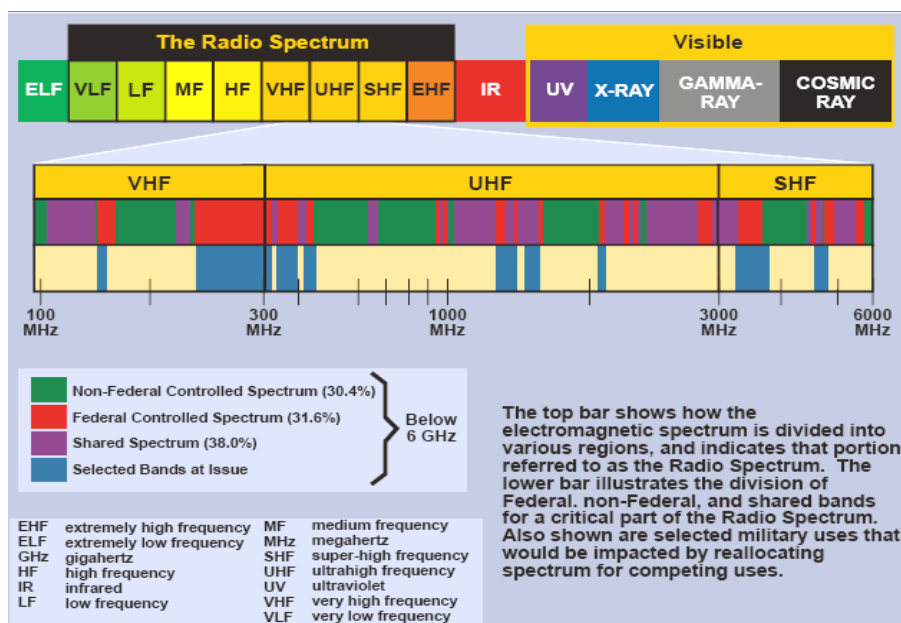 The Radio Spectrum
Visible
ELF VLF LF MF HF VHF UHF SHF EHF IR UV X-RAY GAMMA-RAY COSMIC RAY
VHF UHF SHF
100 MHz 300 MHz 1000 MHz 3000 MHz 6000 MHz
Non-Federal Controlled Spectrum (30.4%)
Federal Controlled Spectrum (31.6%)
Shared Spectrum (38.0%)
Selected Bands at Issue
Below
6 GHz
The top bar shows how the
electromagnetic spectrum is divided into
various regions, and indicates that portion
referred to as the Radio Spectrum. The
lower bar illustrates the division of
Federal. non-Federal, and shared bands
for a critical part of the Radio Spectrum.
Also shown are selected military uses that
would be impacted by reallocating
spectrum for competing uses.
EHF extremely high frequency
ELF extremely low frequency
GHz gigahertz
HF high frequency
IR infrared
LF low frequency
MF medium frequency
MHz megahertz
SHF super-high frequency
UHF ultrahigh frequency
UV ultraviolet
VHF very high frequency
VLF very low frequency